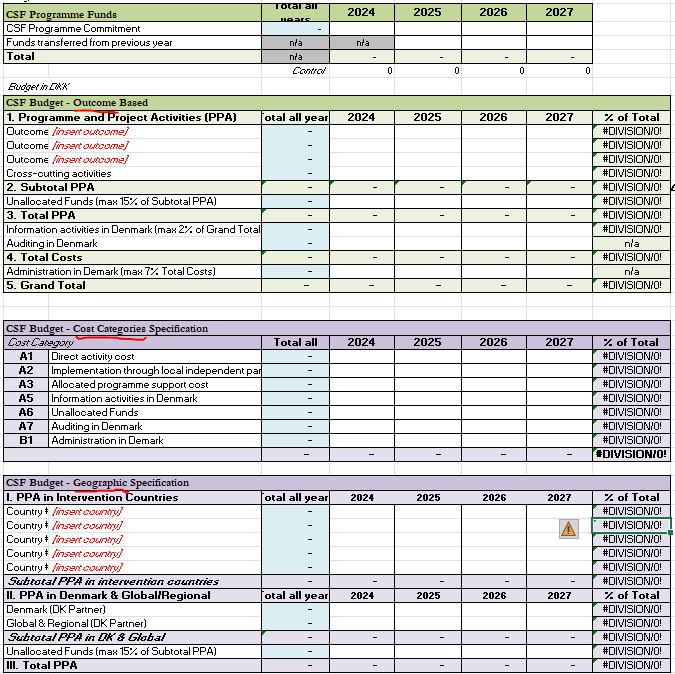 CSF Programme Funds Total all years 2024 2025 2026 2027
CSF Programme Commitment -
Funds transferred from previous year n/a n/a
Total n/a - - - -
Control 0 0 0 0
Budget in DKK
CSF Budget - Outcome Based
1. Programme and Project Activities (PPA) otal all year 2024 2025 2026 2027 % of Total
Outcome [insert outcome] - #DIVISION/0!
Outcome [insert outcome] - #DIVISION/0!
Outcome [insert outcome] - #DIVISION/0!
Cross-cutting activities - #DIVISION/0!
2. Subtotal PPA - - - - - #DIVISION/0!
Unallocated Funds (max 15% of Subtotal PPA) - #DIVISION/0!
3. Total PPA - - - - - #DIVISION/0!
Information activities in Denmark (max 2% of Grand Total - #DIVISION/0!
Auditing in Denmark - n/a
4. Total Costs - - - - - #DIVISION/0!
Administration in Demark (max 7% Total Costs) - n/a
5. Grand Total - - - - - #DIVISION/0!
CSF Budget - Cost Categories Specification
Cost Category Total all 2024 2025 2026 2027 % of Total
A1 Direct activity cost - #DIVISION/0!
A2 Implementation through local independent par - #DIVISION/0!
A3 Allocated programme support cost - #DIVISION/0!
A5 Information activities in Denmark - #DIVISION/0!
A6 Unallocated Funds - #DIVISION/0!
A7 Auditing in Denmark - #DIVISION/0!
B1 Administration in Demark - #DIVISION/0!
- - - - - #DIVISION/0!
CSF Budget - Geographic Specification
I. PPA in Intervention Countries otal all year 2024 2025 2026 2027 % of Total
Country # [insert country] - #DIVISION/0!
Country # [insert country] - #DIVISION/0!
Country # [insert country] - #DIVISION/0!
Country # [insert country] - #DIVISION/0!
Country # [insert country] - #DIVISION/0!
Subtotal PPA in intervention countries - - - - - #DIVISION/0!
II. PPA in Denmark & Global/Regional otal all year 2024 2025 2026 2027 % of Total
Denmark (DK Partner) - #DIVISION/0!
Global & Regional (DK Partner) - #DIVISION/0!
Subtotal PPA in DK & Global - - - - - #DIVISION/0!
Unallocated Funds (max 15% of Subtotal PPA) - #DIVISION/0!
III. Total PPA - - - - - #DIVISION/0!